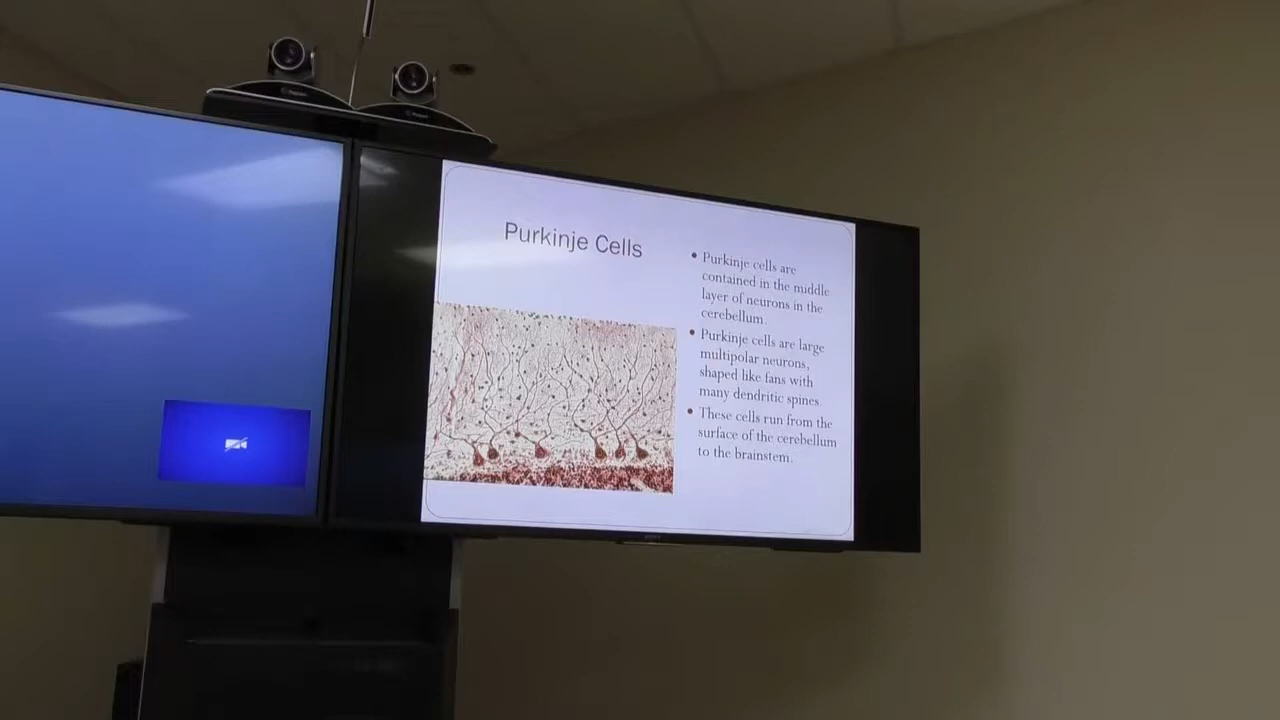 Purkinje Cells
• Purkinje cells are
contained in the middle
layer of neurons in the
cerebellum.
• Purkinje cells are large
multipolar neurons,
shaped like fans with
many dendritic spines.
• These cells run from the
surface of the cerebellum
to the brainstem.
SONY